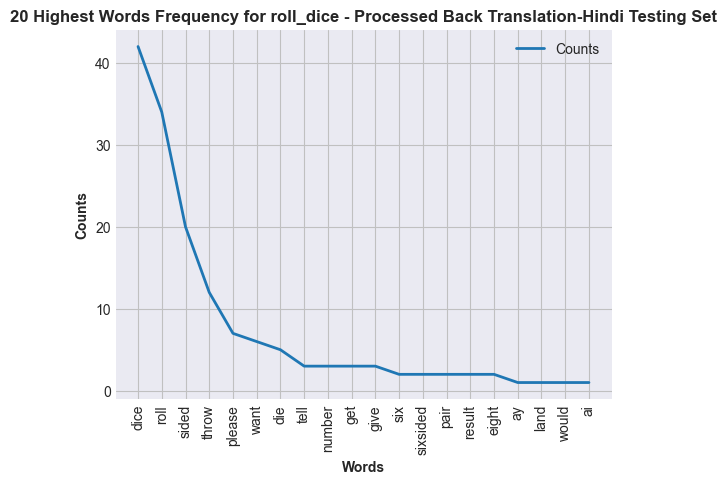 20 Highest Words Frequency for roll_dice - Processed Back Translation-Hindi Testing Set
Counts
40
30
20
10
0
Counts
dice
roll
sided
throw
please
want
die
tell
number
get
give
six
sixsided
pair
result
eight
ay
land
would
ai
Words